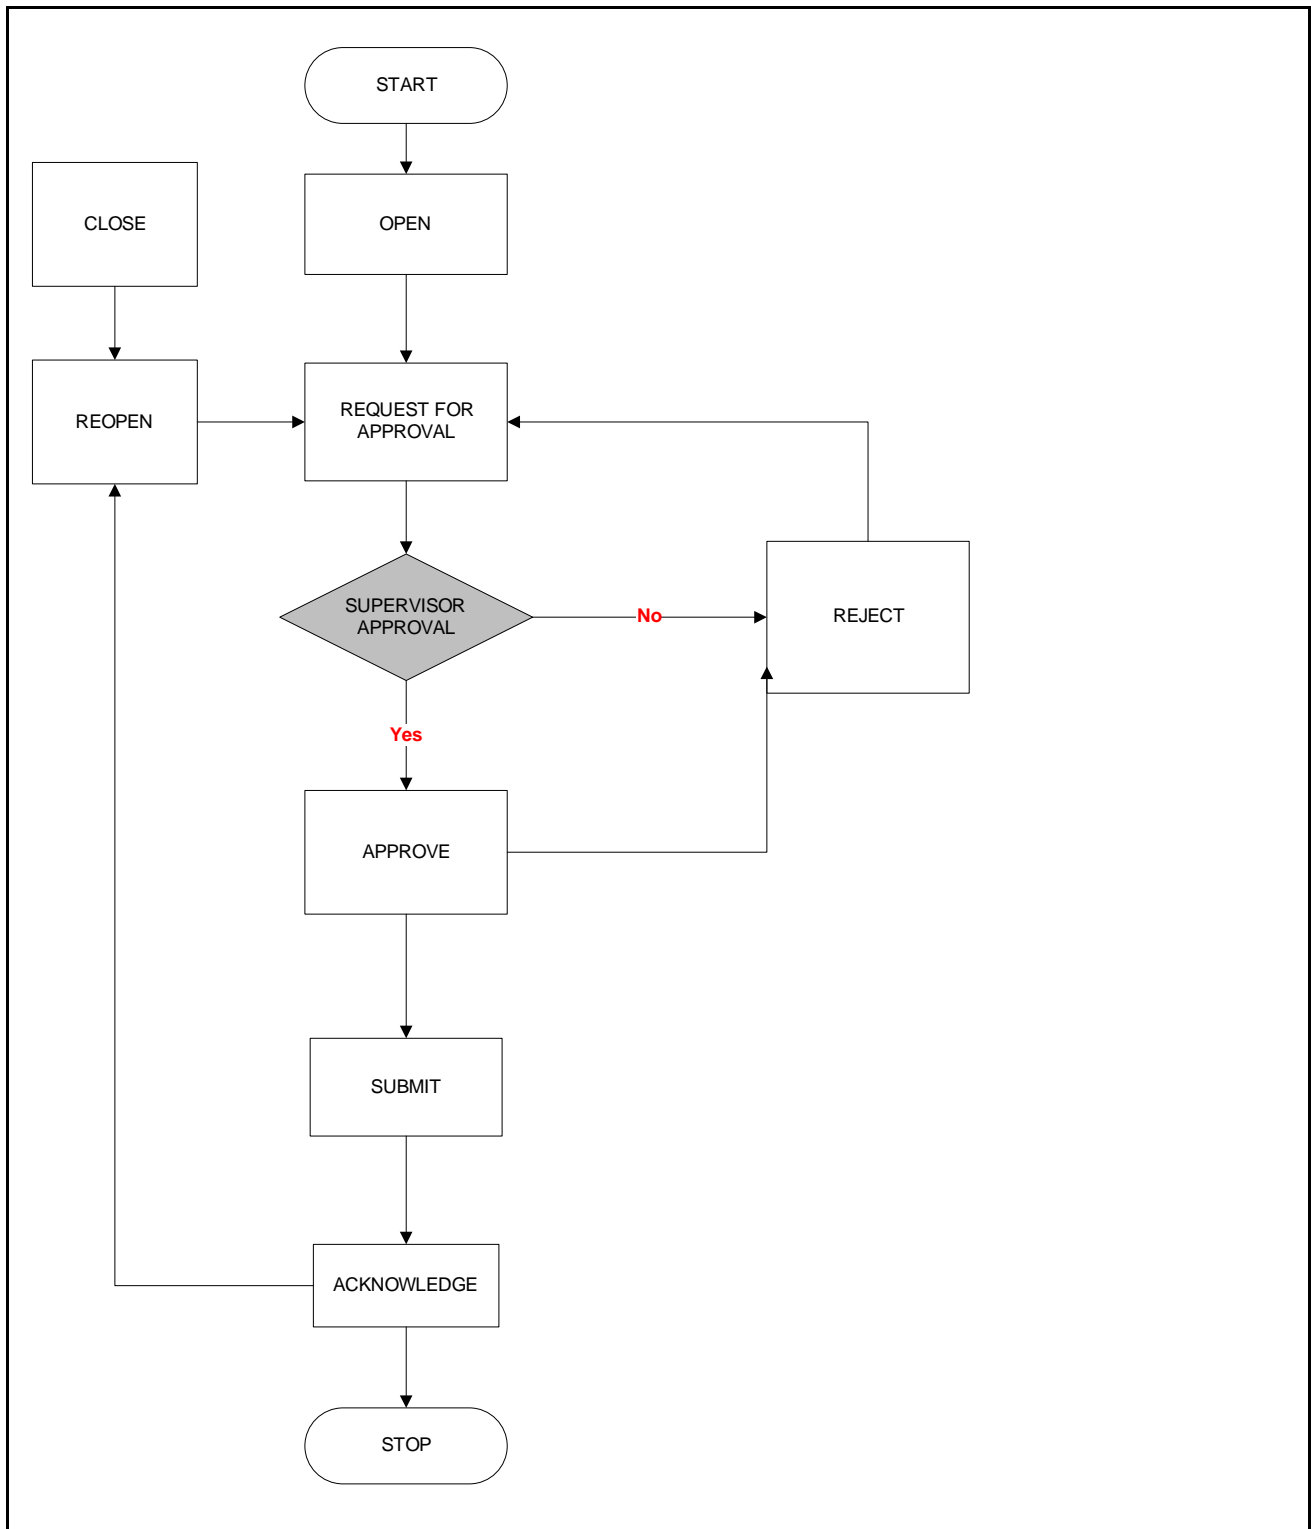 START
CLOSE
OPEN
REOPEN
REQUEST FOR
APPROVAL
SUPERVISOR
APPROVAL
No
REJECT
Yes
APPROVE
SUBMIT
ACKNOWLEDGE
STOP